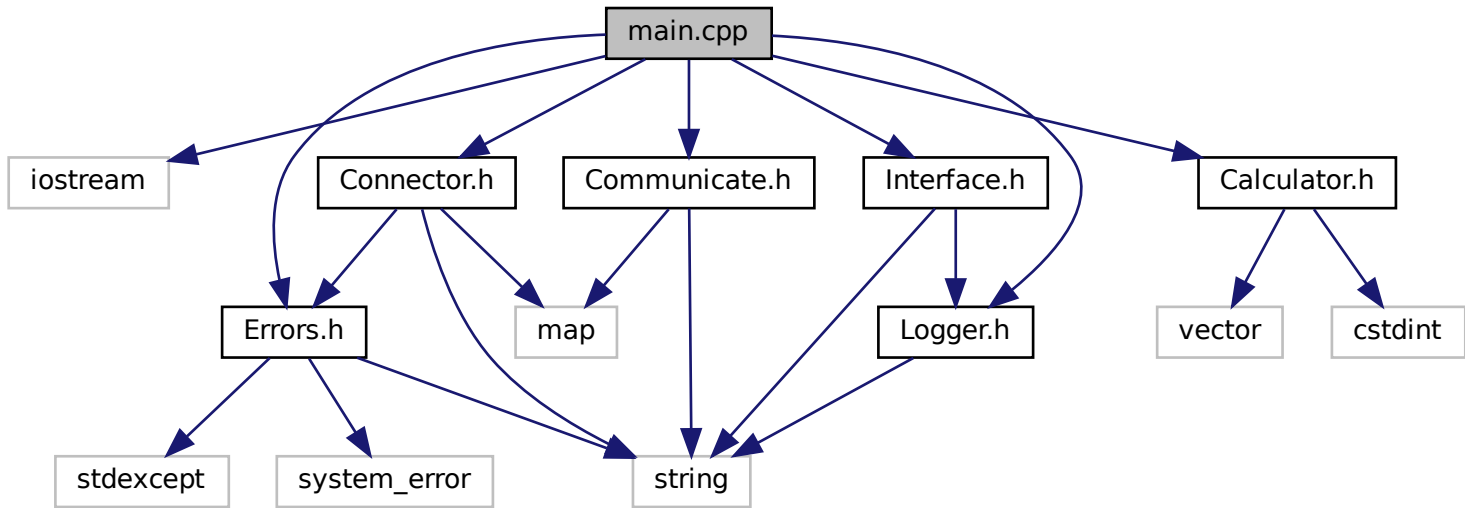 main.cpp
iostream
Connector.h
Communicate.h
Interface.h
Calculator.h
Errors.h
map
Logger.h
vector
cstdint
stdexcept
system_error
string